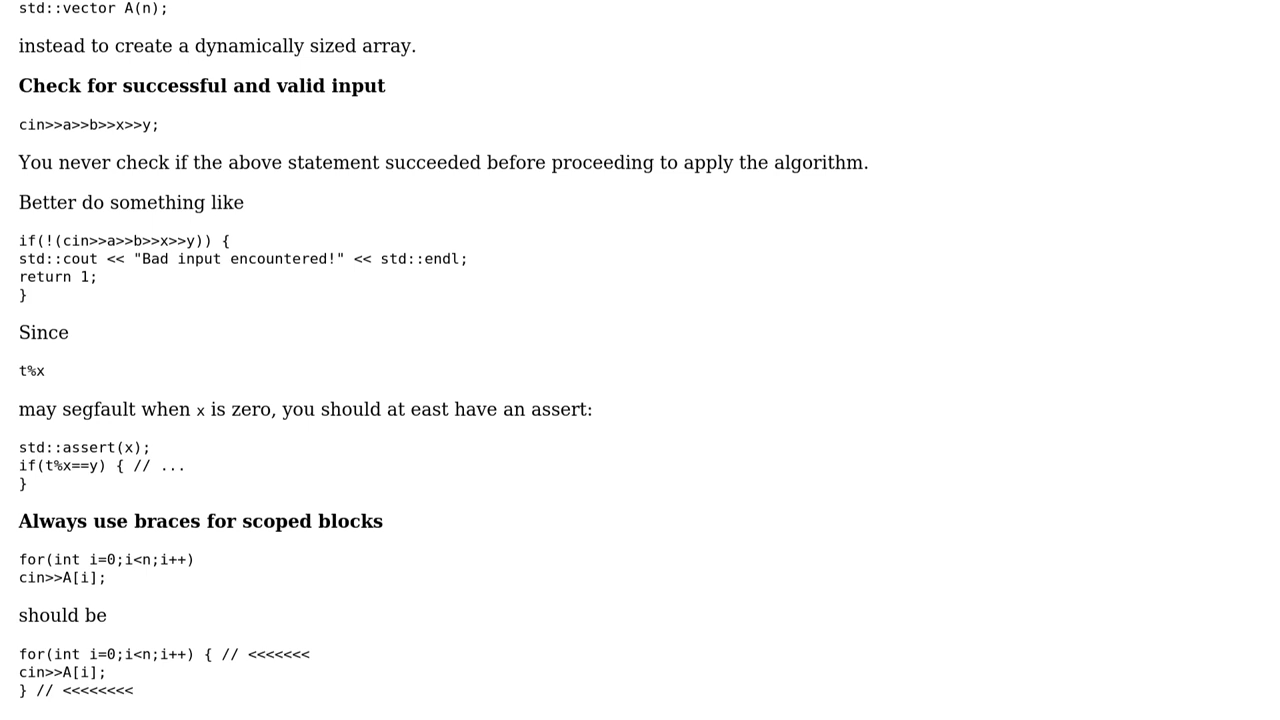 std::vector A(n);
instead to create a dynamically sized array.
Check for successful and valid input
cin>>a>>b>>x>>y;
You never check if the above statement succeeded before proceeding to apply the algorithm.
Better do something like
if(!(cin>>a>>b>>x>>y)) {
std::cout << "Bad input encountered!" << std::endl;
return 1;
}
Since
t%x
may segfault when x is zero, you should at east have an assert:
std::assert(x);
if(t%x==y) { // ...
}
Always use braces for scoped blocks
for(int i=0;i<n;i++)
cin>>A[i];
should be
for(int i=0;i<n;i++) { // <<<<<<<
cin>>A[i];
} // <<<<<<<<